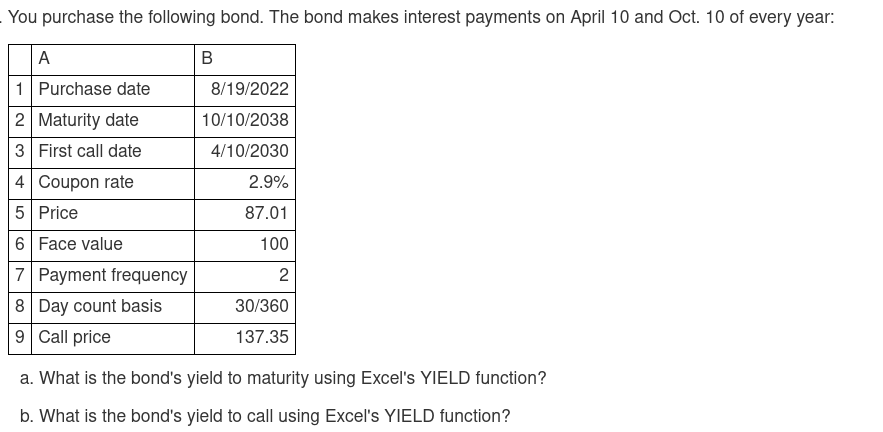 . You purchase the following bond. The bond makes interest payments on April 10 and Oct. 10 of every year:
A B
1 Purchase date 8/19/2022
2 Maturity date 10/10/2038
3 First call date 4/10/2030
4 Coupon rate 2.9%
5 Price 87.01
6 Face value 100
7 Payment frequency 2
8 Day count basis 30/360
9 Call price 137.35
a. What is the bond's yield to maturity using Excel's YIELD function?
b. What is the bond's yield to call using Excel's YIELD function?